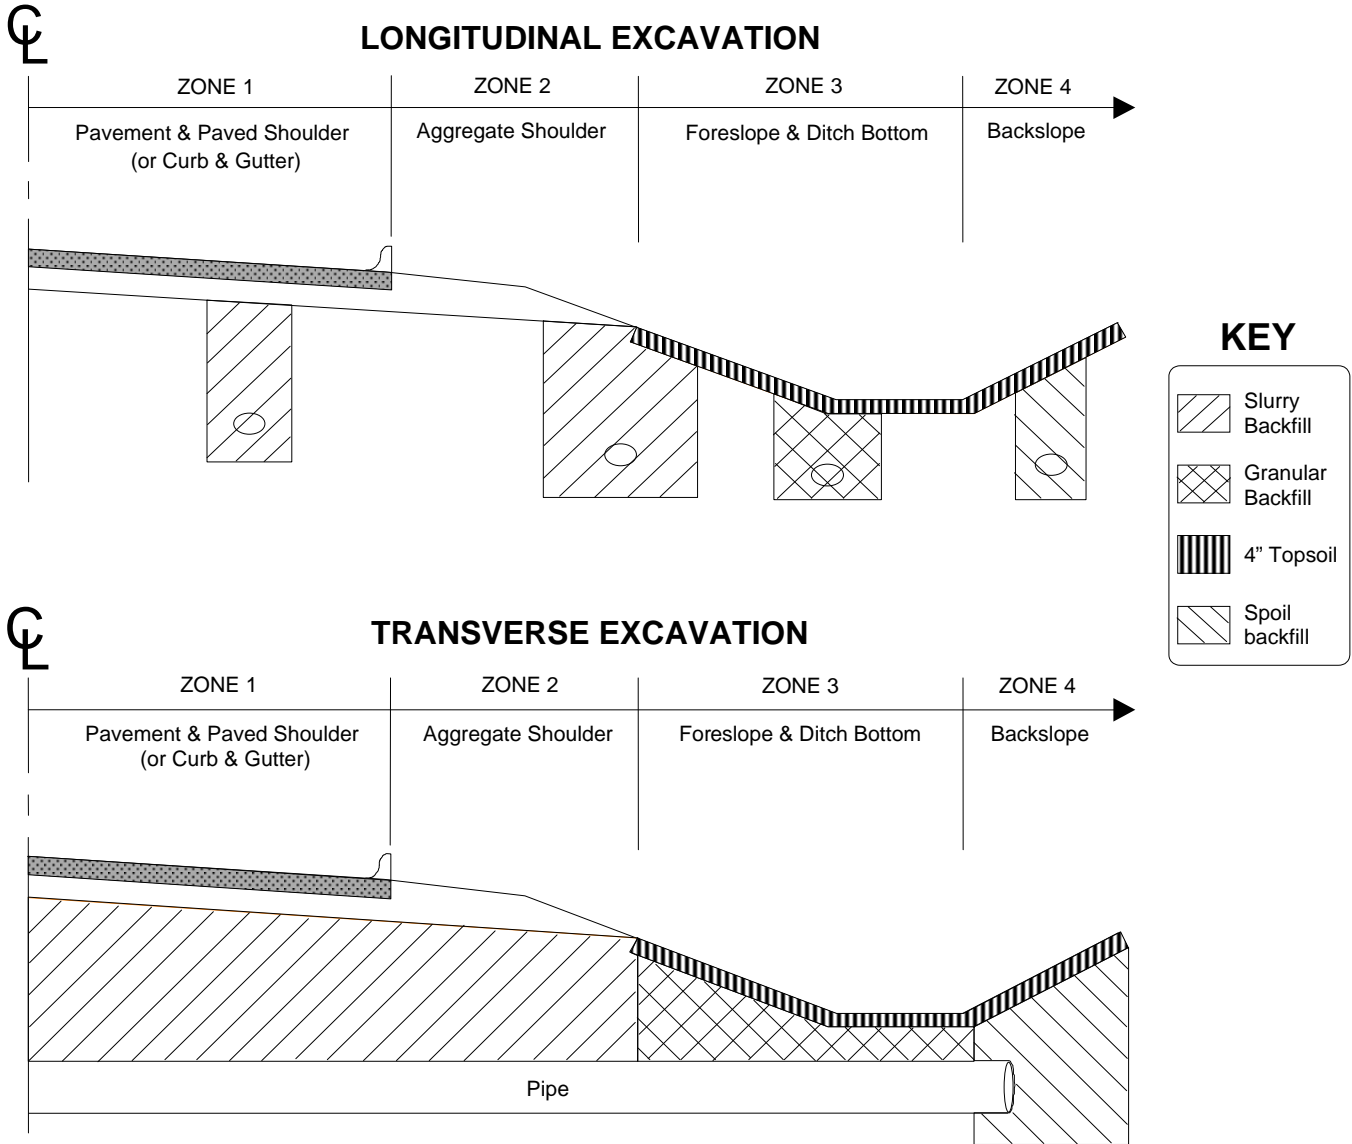 ℄
LONGITUDINAL EXCAVATION
ZONE 1
ZONE 2
ZONE 3
ZONE 4
Pavement & Paved Shoulder
(or Curb & Gutter)
Aggregate Shoulder
Foreslope & Ditch Bottom
Backslope
KEY
Slurry
Backfill
Granular
Backfill
4” Topsoil
Spoil
backfill
℄
TRANSVERSE EXCAVATION
ZONE 1
ZONE 2
ZONE 3
ZONE 4
Pavement & Paved Shoulder
(or Curb & Gutter)
Aggregate Shoulder
Foreslope & Ditch Bottom
Backslope
Pipe